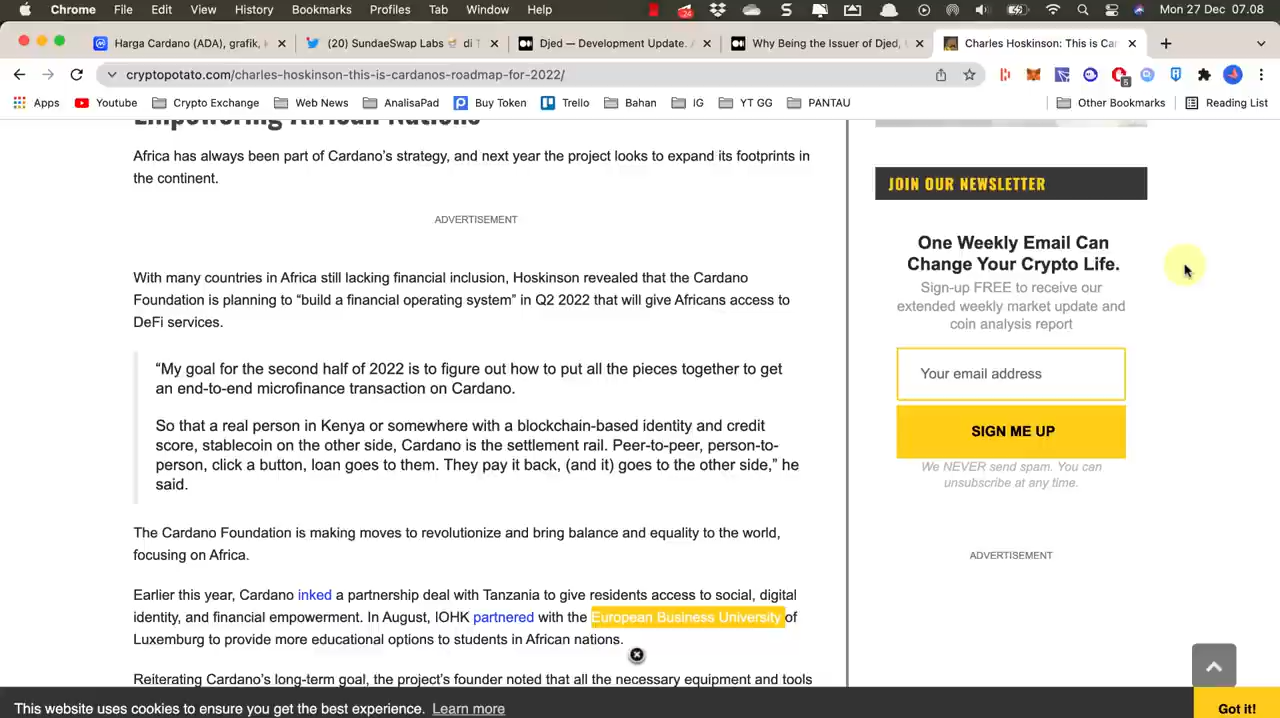 Chrome File Edit View History Bookmarks Profiles Tab Window Help 24 Mon 27 Dec 07.08
Harga Cardano (ADA), grafik, (20) SundaeSwap Labs di T Djed — Development Update. Why Being the Issuer of Djed, Charles Hoskinson: This is Car
cryptopotato.com/charles-hoskinson-this-is-cardanos-roadmap-for-2022/ 5
Apps Youtube Crypto Exchange Web News AnalisaPad Buy Token Trello Bahan IG YT GG PANTAU Other Bookmarks Reading List
Empowering African Nations
Africa has always been part of Cardano's strategy, and next year the project looks to expand its footprints in
the continent.
ADVERTISEMENT
With many countries in Africa still lacking financial inclusion, Hoskinson revealed that the Cardano
Foundation is planning to “build a financial operating system” in Q2 2022 that will give Africans access to
DeFi services.
“My goal for the second half of 2022 is to figure out how to put all the pieces together to get
an end-to-end microfinance transaction on Cardano.
So that a real person in Kenya or somewhere with a blockchain-based identity and credit
score, stablecoin on the other side, Cardano is the settlement rail. Peer-to-peer, person-to-
person, click a button, loan goes to them. They pay it back, (and it) goes to the other side,” he
said.
The Cardano Foundation is making moves to revolutionize and bring balance and equality to the world,
focusing on Africa.
Earlier this year, Cardano inked a partnership deal with Tanzania to give residents access to social, digital
identity, and financial empowerment. In August, IOHK partnered with the European Business University of
Luxemburg to provide more educational options to students in African nations.
Reiterating Cardano's long-term goal, the project's founder noted that all the necessary equipment and tools
JOIN OUR NEWSLETTER
One Weekly Email Can
Change Your Crypto Life.
Sign-up FREE to receive our
extended weekly market update and
coin analysis report
Your email address
SIGN ME UP
We NEVER send spam. You can
unsubscribe at any time.
ADVERTISEMENT
This website uses cookies to ensure you get the best experience. Learn more Got it!